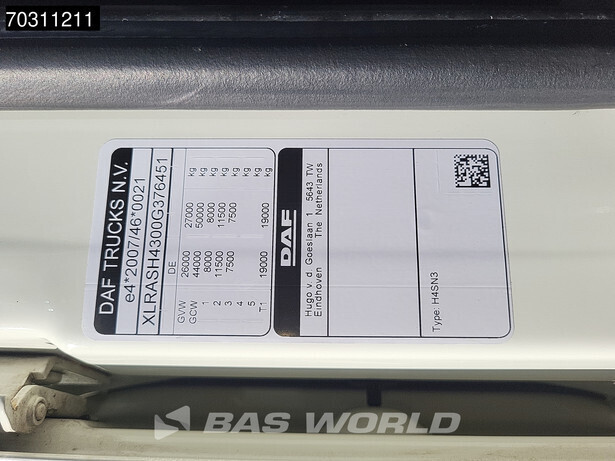 70311211
DAF TRUCKS N.V.
e4*2007/46*0021
XLRASH4300G376451
DE
GVW 26000 27000 kg
GCW 44000 50000 kg
1 8000 8000 kg
2 11500 11500 kg
3 7500 7500 kg
4 kg
5 kg
T1 19000 19000 kg
DAF
Hugo v. d. Goeslaan 1 5643 TW
Eindhoven The Netherlands
Type: H4SN3
BAS WORLD